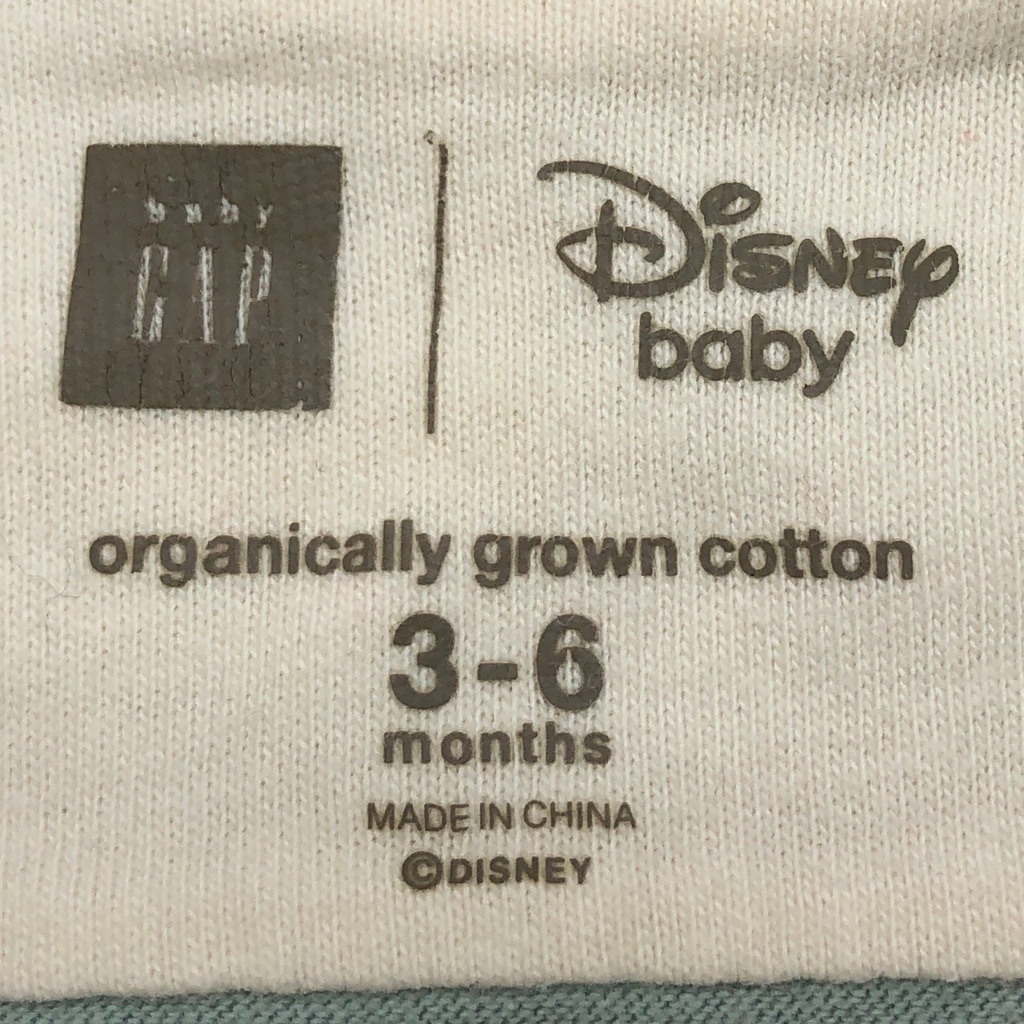 baby
GAP
Disney
baby
organically grown cotton
3-6
months
MADE IN CHINA
©DISNEY